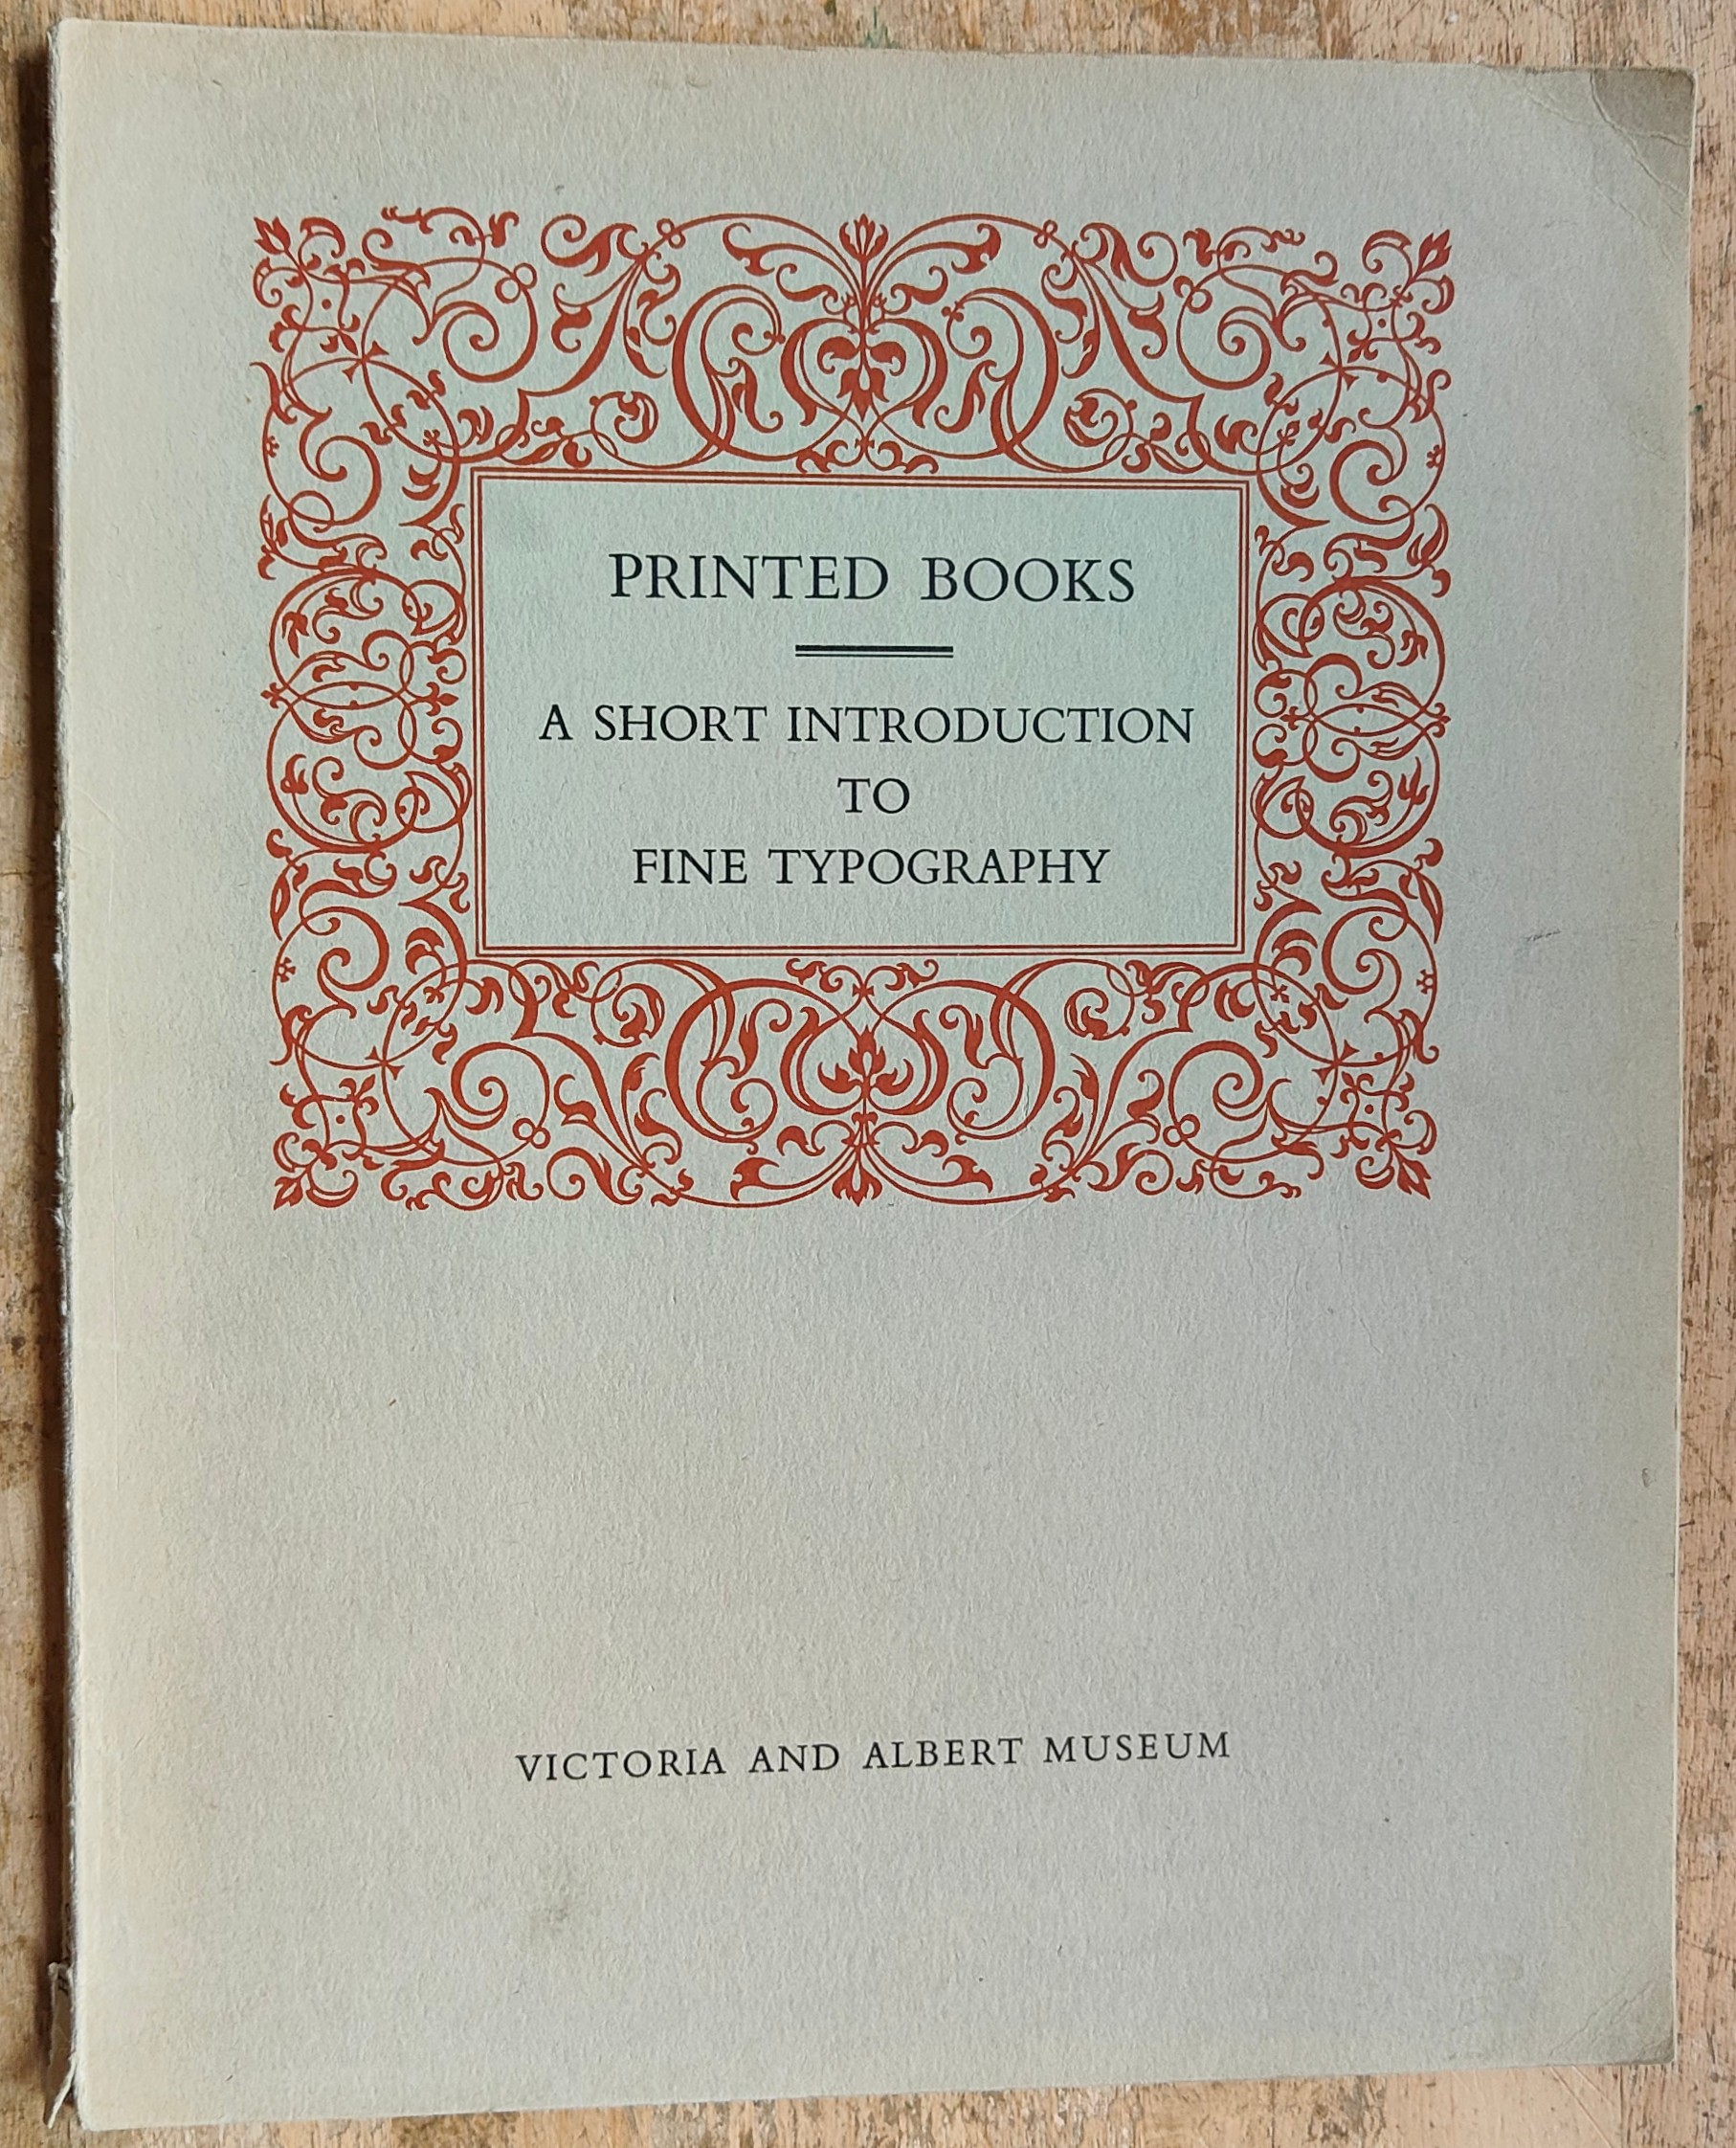 PRINTED BOOKS
A SHORT INTRODUCTION
TO
FINE TYPOGRAPHY
VICTORIA AND ALBERT MUSEUM